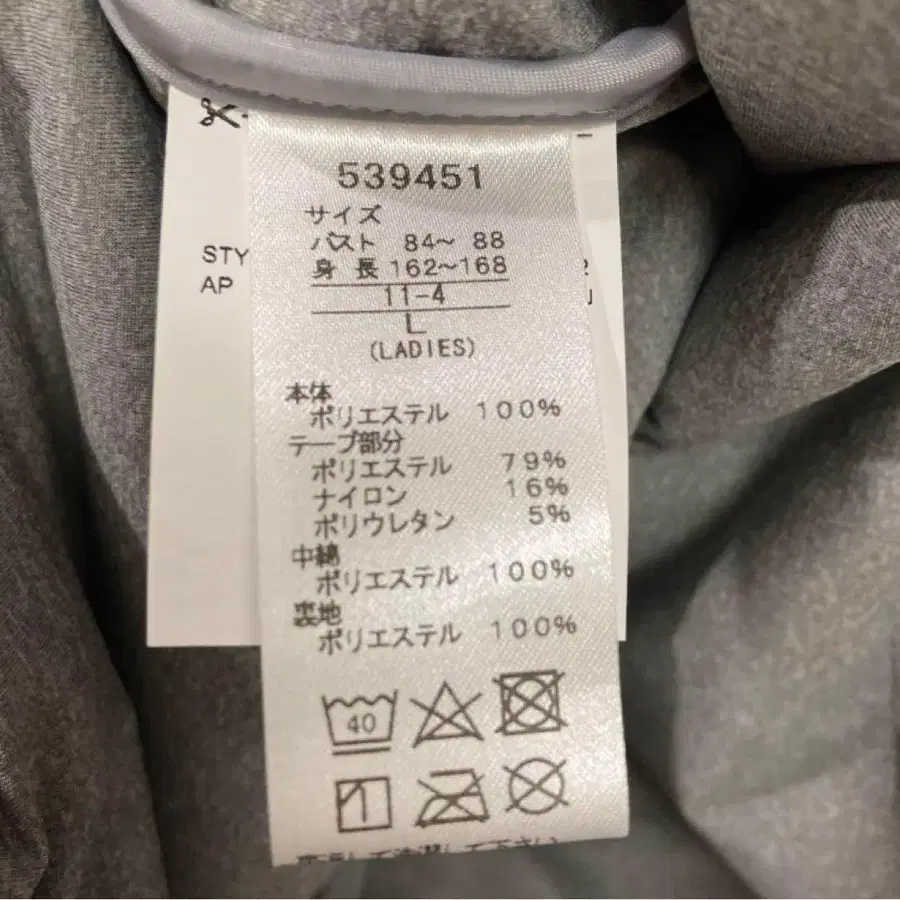 539451
サイズ
バスト 84〜 88
身 長 162〜168
11-4
L
(LADIES)
STY
AP
本体
ポリエステル 100%
テープ部分
ポリエステル 79%
ナイロン 16%
ポリウレタン 5%
中綿
ポリエステル 100%
裏地
ポリエステル 100%
40